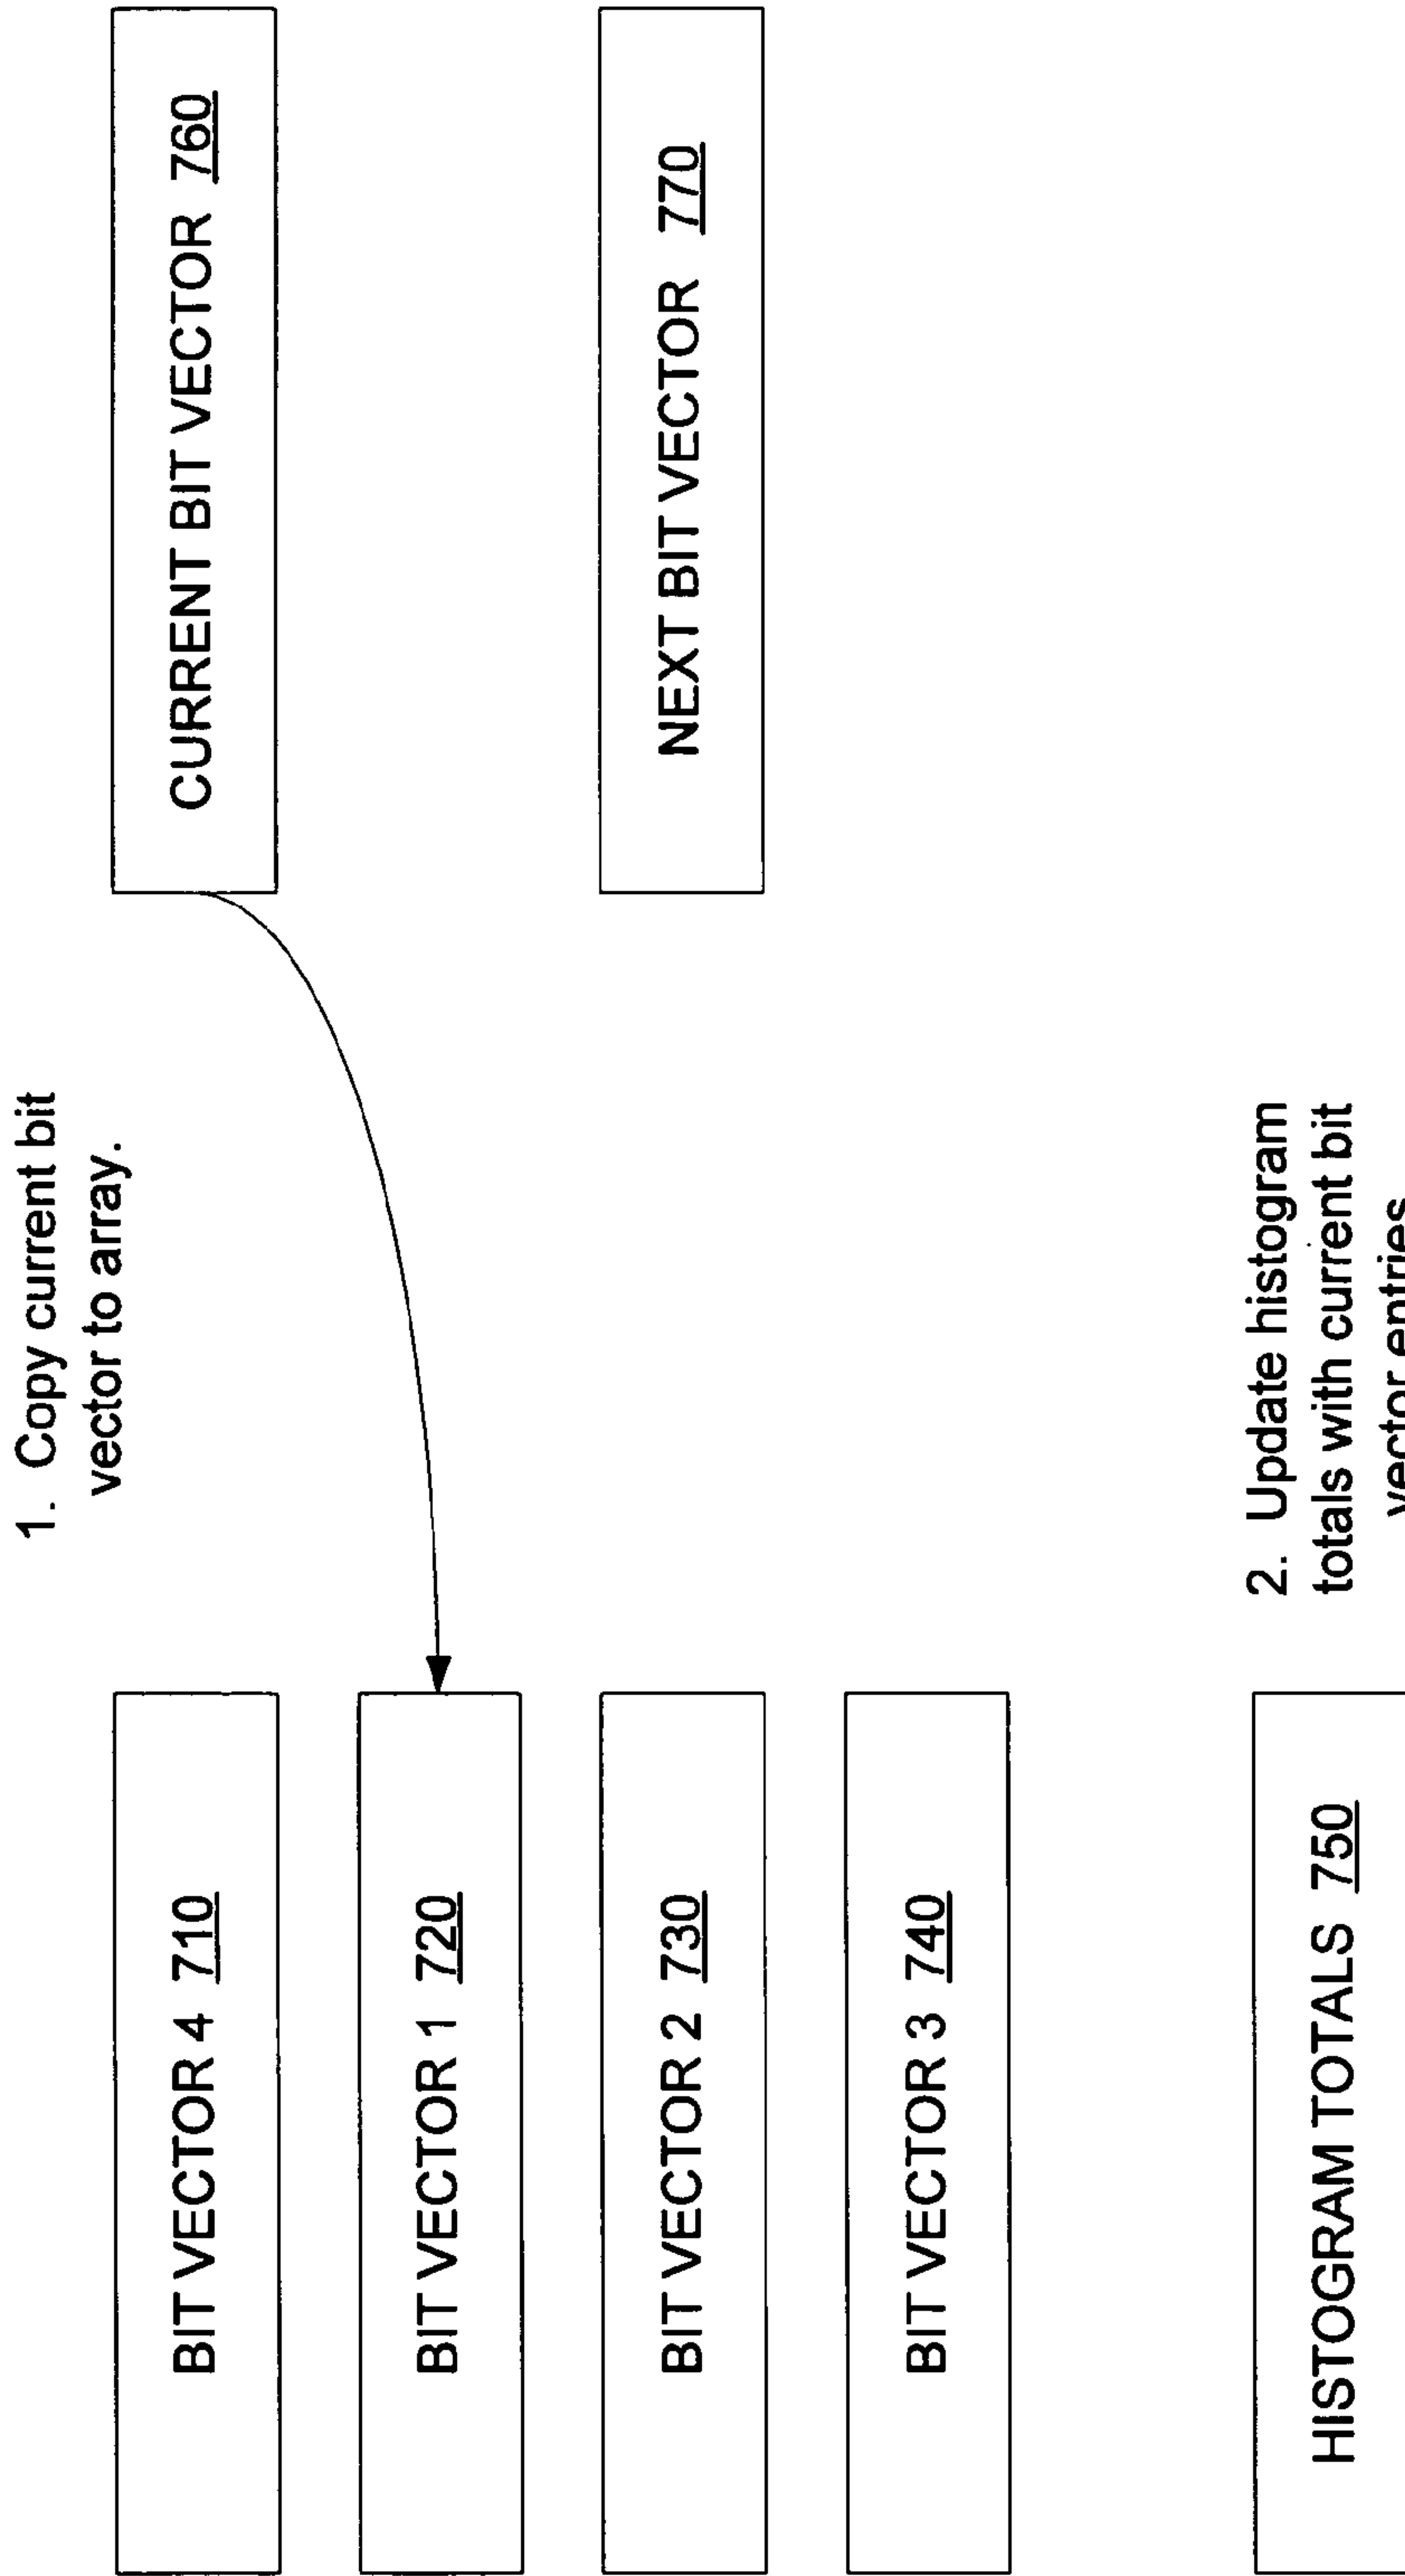 1. Copy current bit
vector to array.
BIT VECTOR 4 710
CURRENT BIT VECTOR 760
BIT VECTOR 1 720
BIT VECTOR 2 730
NEXT BIT VECTOR 770
BIT VECTOR 3 740
2. Update histogram
totals with current bit
vector entries
HISTOGRAM TOTALS 750